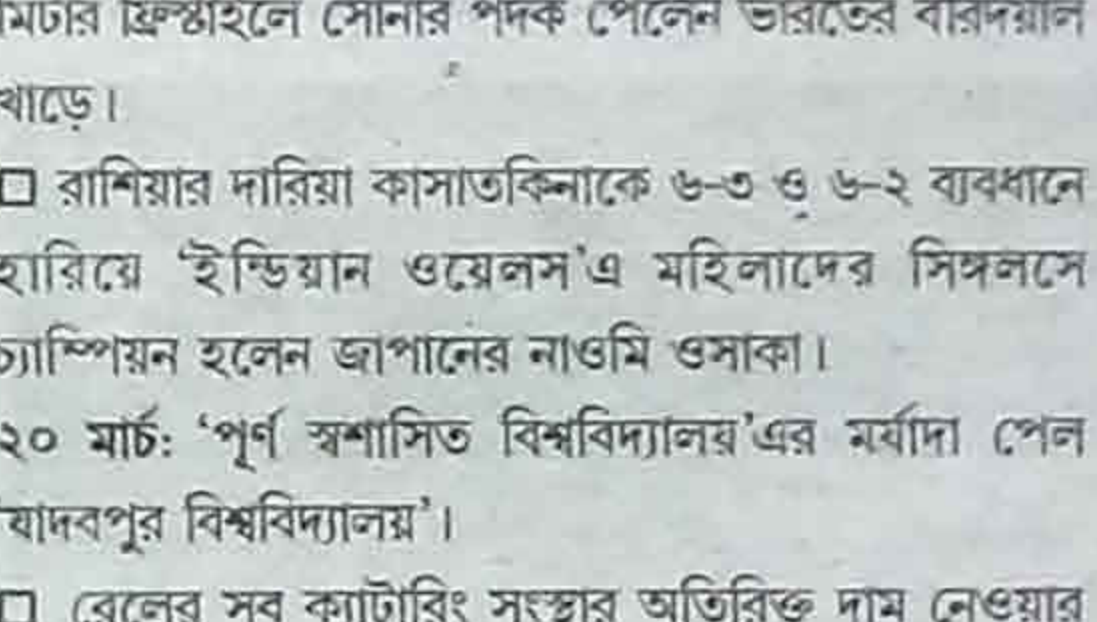 মিটার ফ্রিস্টাইলে সোনার পদক পেলেন ভারতের বীরদয়াল
খাড়ে।
□ রাশিয়ার দারিয়া কাসাতকিনাকে ৬-৩ ও ৬-২ ব্যবধানে
হারিয়ে ‘ইন্ডিয়ান ওয়েলস’এ মহিলাদের সিঙ্গলসে
চ্যাম্পিয়ন হলেন জাপানের নাওমি ওসাকা।
২০ মার্চ: ‘পূর্ণ স্বশাসিত বিশ্ববিদ্যালয়’এর মর্যাদা পেল
‘যাদবপুর বিশ্ববিদ্যালয়’।
□ রেলের সব ক্যাটারিং সংস্থার অতিরিক্ত দাম নেওয়ার